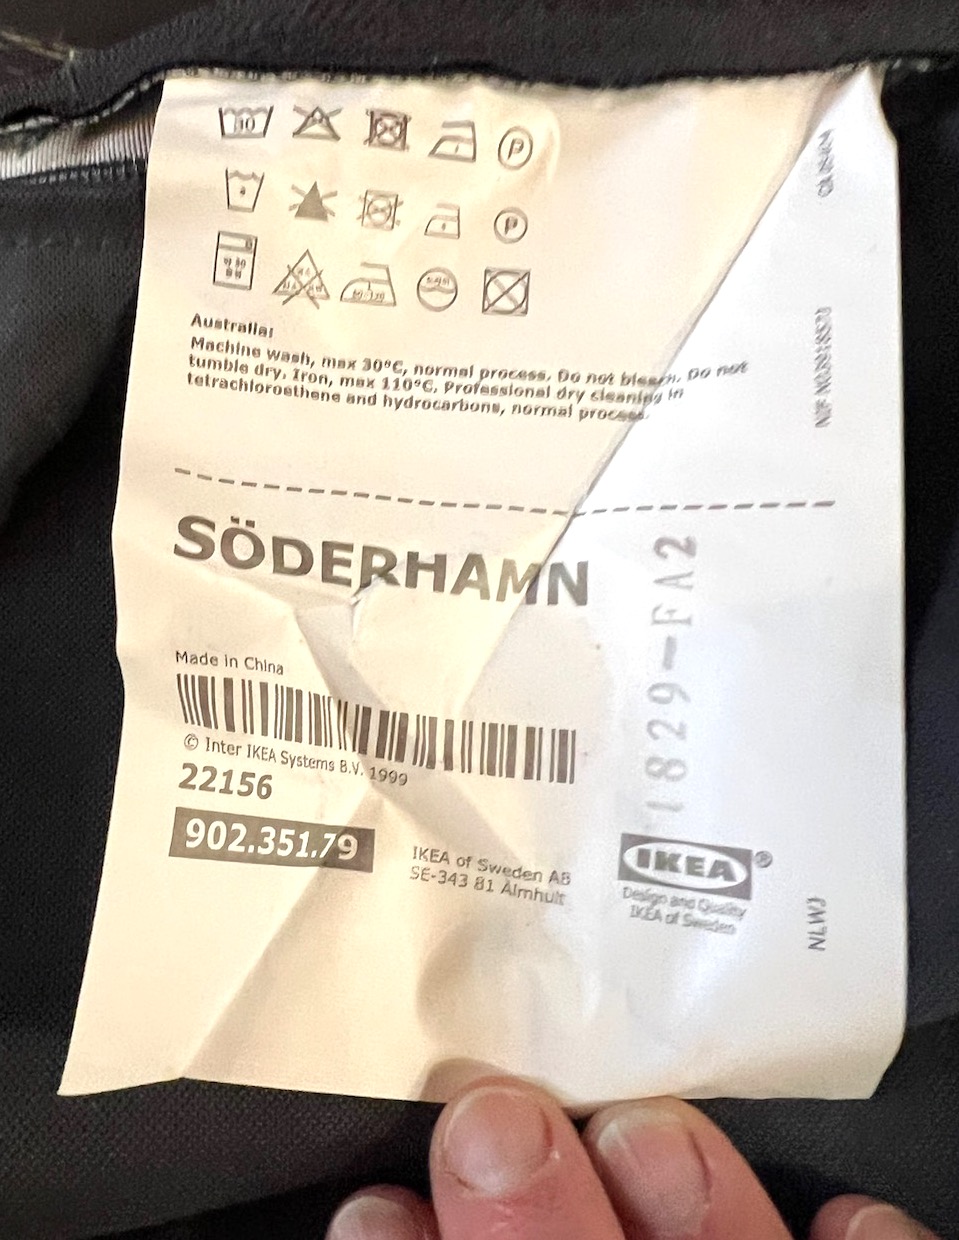 P
P
Australia:
Machine wash, max 30°C, normal process. Do not bleach. Do not
tumble dry. Iron, max 110°C. Professional dry cleaning in
tetrachloroethene and hydrocarbons, normal process.
SÖDERHAMN
Made in China
© Inter IKEA Systems B.V. 1999
22156
902.351.79
IKEA of Sweden AB
SE-343 81 Älmhult
1829-FA2
IKEA®
Design and Quality
IKEA of Sweden
NLWJ